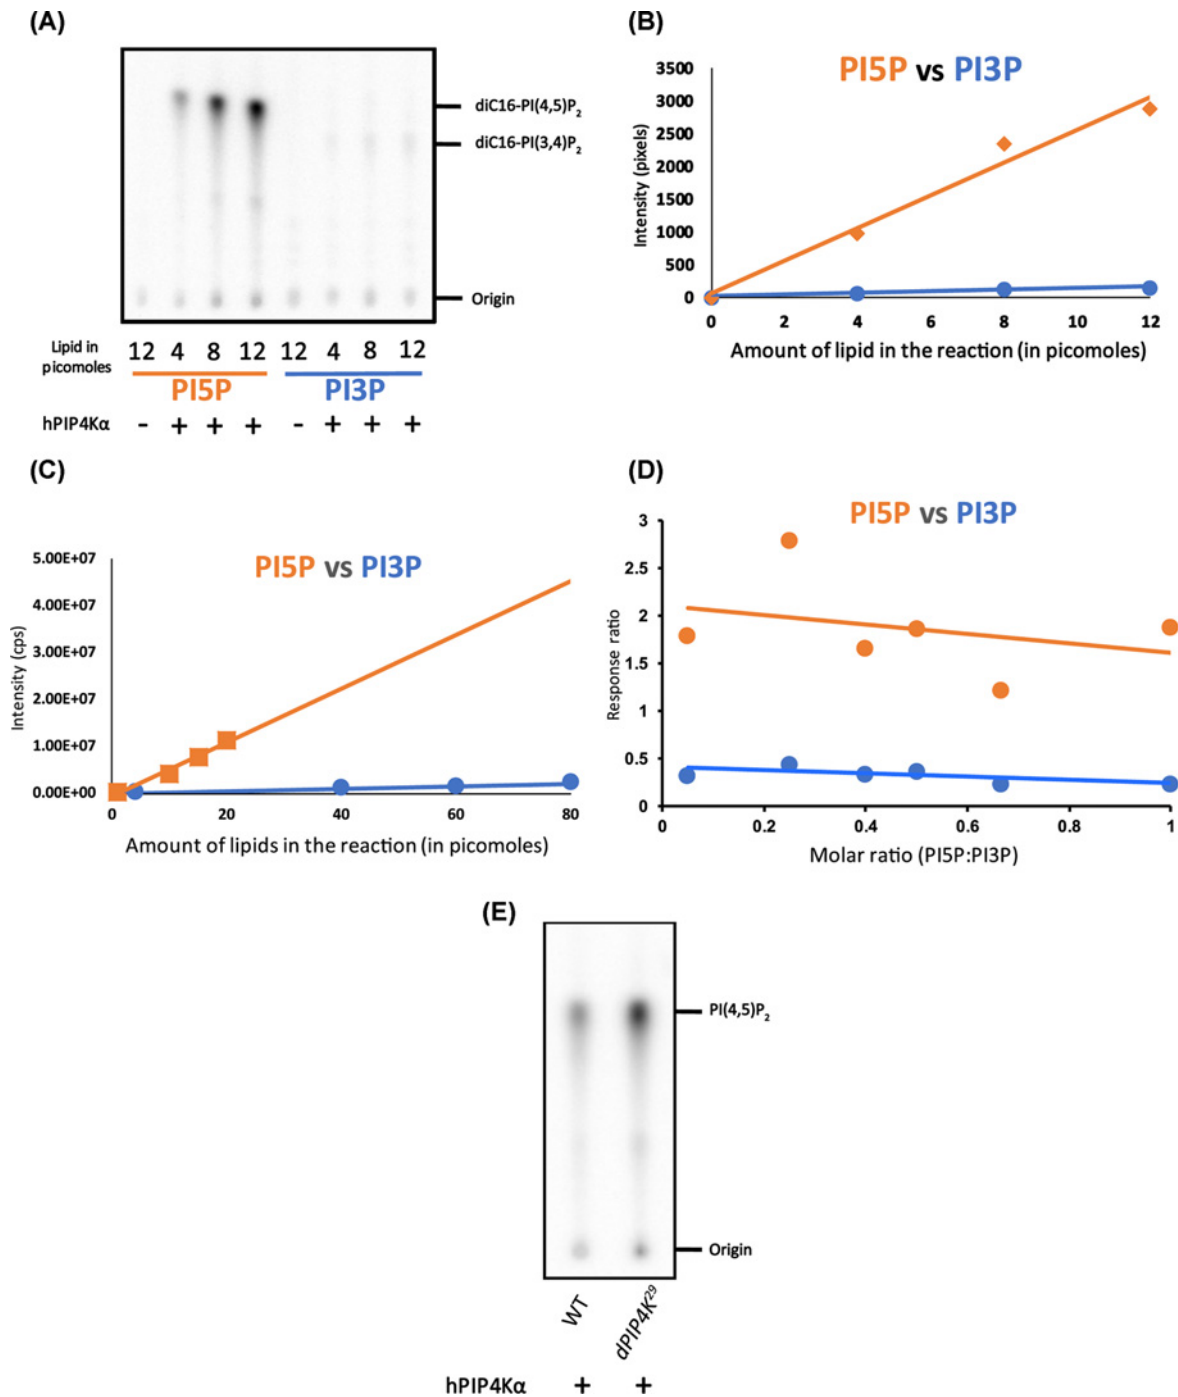 (A)
diC16-PI(4,5)P2
diC16-PI(3,4)P2
Origin
Lipid in picomoles
12 4 8 12 12 4 8 12
PI5P PI3P
hPIP4Kα - + + + - + + +
(B)
PI5P vs PI3P
Intensity (pixels)
3500
3000
2500
2000
1500
1000
500
0
0 2 4 6 8 10 12
Amount of lipid in the reaction (in picomoles)
(C)
PI5P vs PI3P
Intensity (cps)
5.00E+07
4.00E+07
3.00E+07
2.00E+07
1.00E+07
0.00E+00
0 20 40 60 80
Amount of lipids in the reaction (in picomoles)
(D)
PI5P vs PI3P
Response ratio
3
2.5
2
1.5
1
0.5
0
0 0.2 0.4 0.6 0.8 1
Molar ratio (PI5P:PI3P)
(E)
PI(4,5)P2
Origin
WT dPIP4K29
hPIP4Kα + +